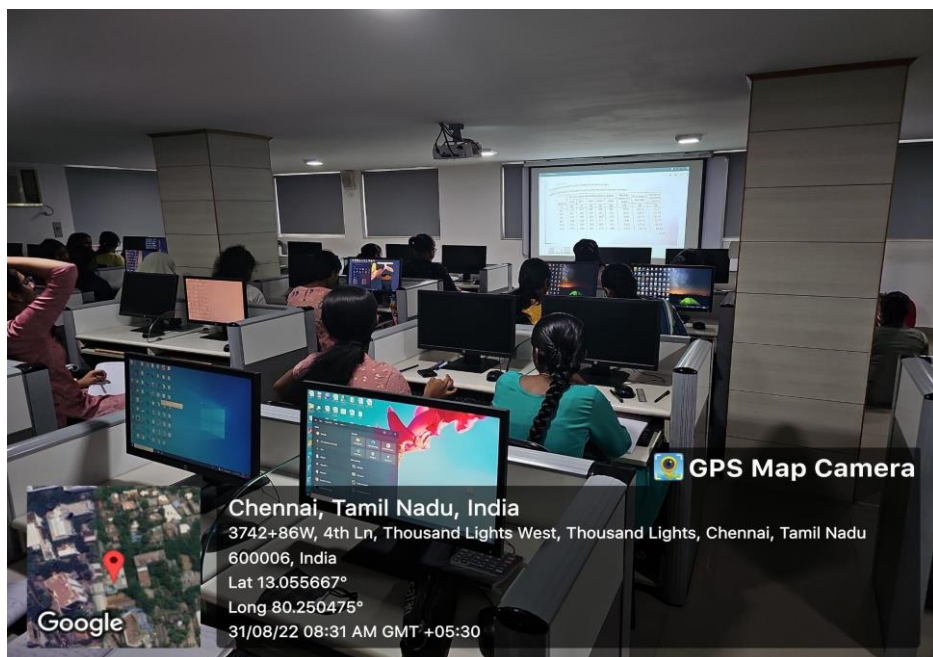 GPS Map Camera
Chennai, Tamil Nadu, India
3742+86W, 4th Ln, Thousand Lights West, Thousand Lights, Chennai, Tamil Nadu
600006, India
Lat 13.055667°
Long 80.250475°
31/08/22 08:31 AM GMT +05:30
Google